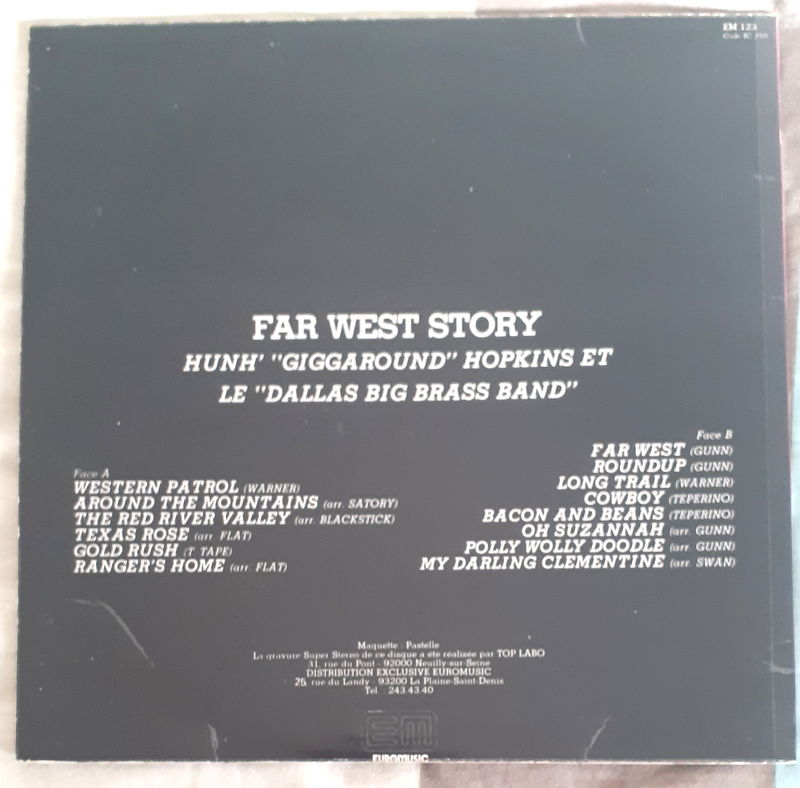 EM 123
FAR WEST STORY
HUNH' "GIGGAROUND" HOPKINS ET
LE "DALLAS BIG BRASS BAND"
Face A
WESTERN PATROL (WARNER)
AROUND THE MOUNTAINS (arr. SATORY)
THE RED RIVER VALLEY (arr. BLACKSTICK)
TEXAS ROSE (arr. FLAT)
GOLD RUSH (T. TAPE)
RANGER'S HOME (arr. FLAT)
Face B
FAR WEST (GUNN)
ROUNDUP (GUNN)
LONG TRAIL (WARNER)
COWBOY (TEPERINO)
BACON AND BEANS (TEPERINO)
OH SUZANNAH (arr. GUNN)
POLLY WOLLY DOODLE (arr. GUNN)
MY DARLING CLEMENTINE (arr. SWAN)
Maquette : Pastelle
La gravure Super Stereo de ce disque a été réalisée par TOP LABO
31, rue du Pont - 92000 Neuilly-sur-Seine
DISTRIBUTION EXCLUSIVE EUROMUSIC
25, rue du Landy - 93200 La Plaine-Saint-Denis
Tel. : 243.43.40
EM
EUROMUSIC